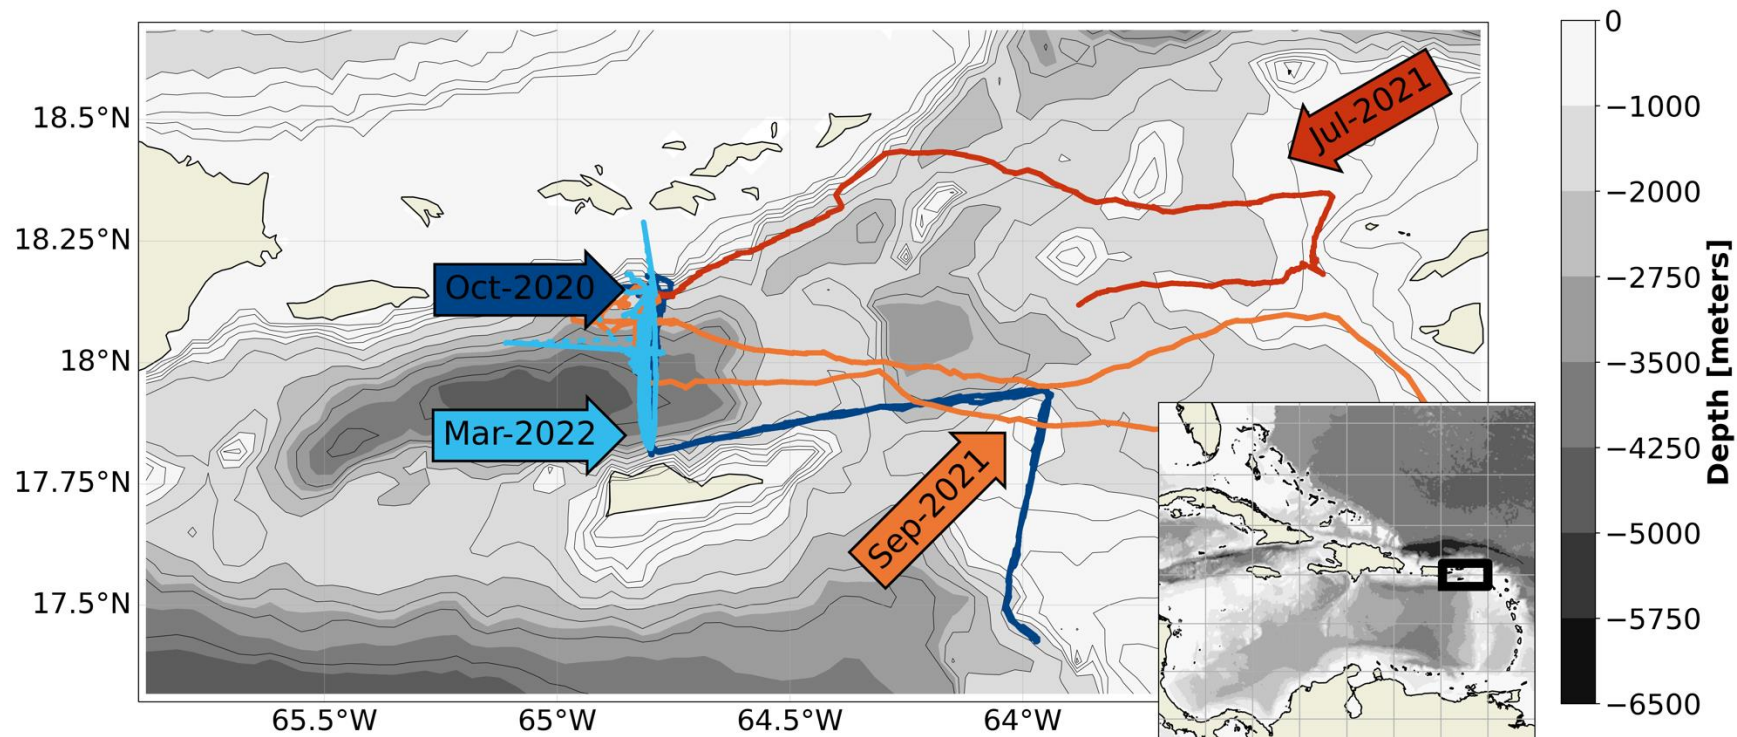 0
−1000
−2000
−2750
−3500
−4250
−5000
−5750
−6500
Depth [meters]
18.5°N
18.25°N
18°N
17.75°N
17.5°N
65.5°W
65°W
64.5°W
64°W
Jul-2021
Oct-2020
Mar-2022
Sep-2021